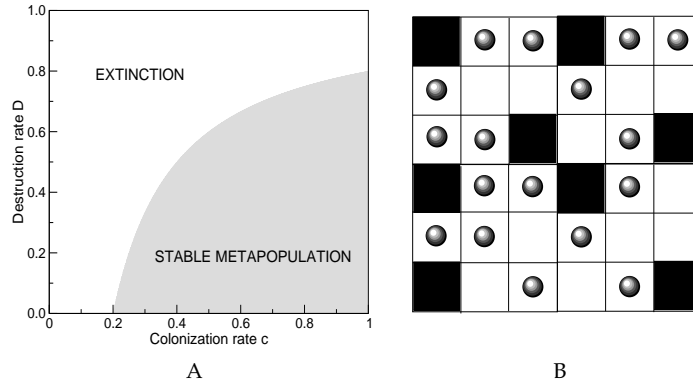 1.0
0.8
0.6
0.4
0.2
0.0
Destruction rate D
EXTINCTION
STABLE METAPOPULATION
0 0.2 0.4 0.6 0.8 1
Colonization rate c
A B